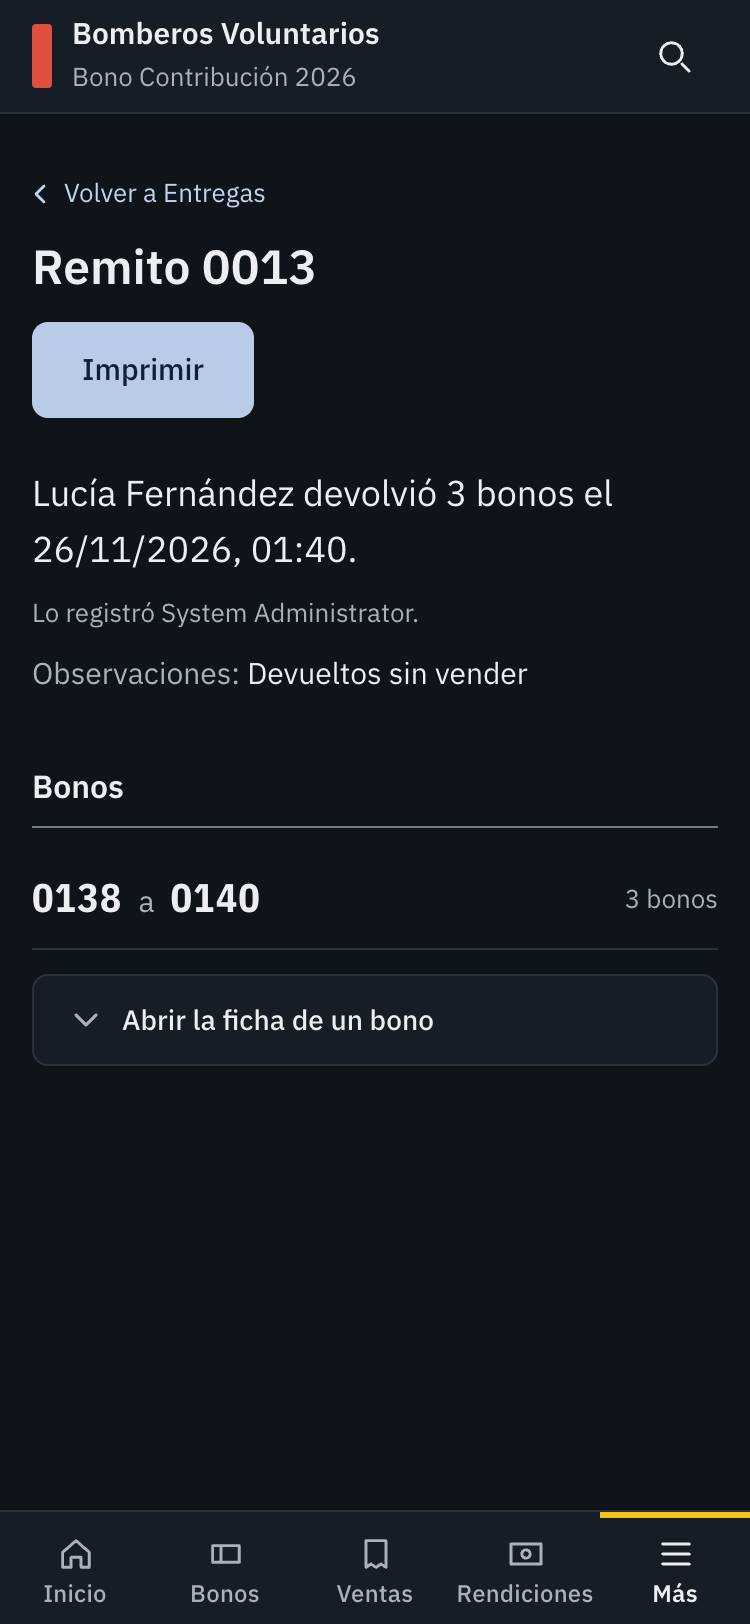 Bomberos Voluntarios
Bono Contribución 2026
Volver a Entregas
Remito 0013
Imprimir
Lucía Fernández devolvió 3 bonos el
26/11/2026, 01:40.
Lo registró System Administrator.
Observaciones: Devueltos sin vender
Bonos
0138 a 0140 3 bonos
Abrir la ficha de un bono
Inicio Bonos Ventas Rendiciones Más